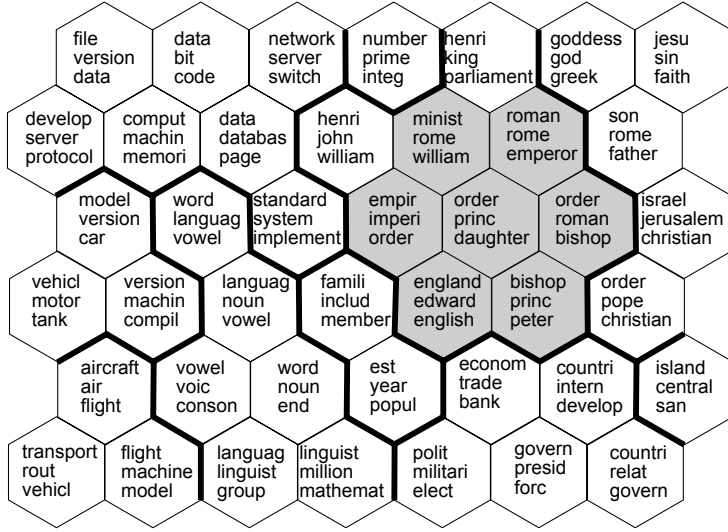 file
version
data
data
bit
code
network
server
switch
number
prime
integ
henri
king
parliament
goddess
god
greek
jesu
sin
faith
develop
server
protocol
comput
machin
memori
data
databas
page
henri
john
william
minist
rome
william
roman
rome
emperor
son
rome
father
model
version
car
word
languag
vowel
standard
system
implement
empir
imperi
order
order
princ
daughter
order
roman
bishop
israel
jerusalem
christian
vehicl
motor
tank
version
machin
compil
languag
noun
vowel
famili
includ
member
england
edward
english
bishop
princ
peter
order
pope
christian
aircraft
air
flight
vowel
voic
conson
word
noun
end
est
year
popul
econom
trade
bank
countri
intern
develop
island
central
san
transport
rout
vehicl
flight
machine
model
languag
linguist
group
linguist
million
mathemat
polit
militari
elect
govern
presid
forc
countri
relat
govern